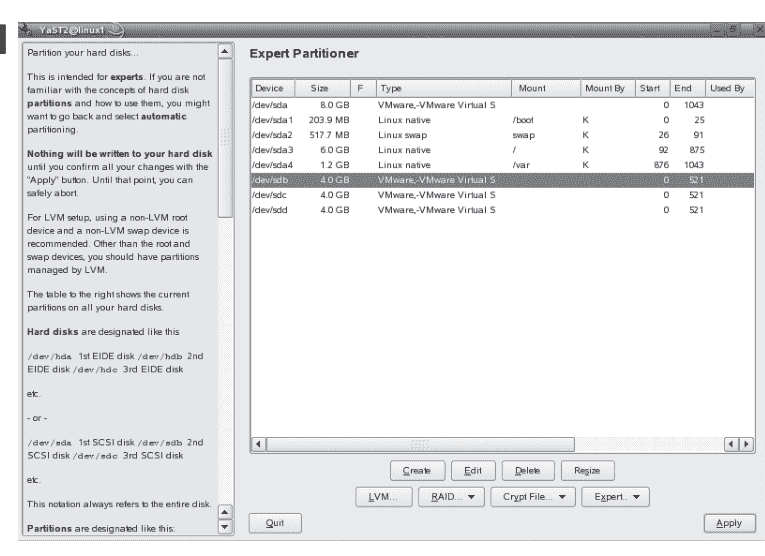 YaST2@linux1
Partition your hard disks...
This is intended for experts. If you are not
familiar with the concepts of hard disk
partitions and how to use them, you might
want to go back and select automatic
partitioning.
Nothing will be written to your hard disk
until you confirm all your changes with the
"Apply" button. Until that point, you can
safely abort.
For LVM setup, using a non-LVM root
device and a non-LVM swap device is
recommended. Other than the root and
swap devices, you should have partitions
managed by LVM.
The table to the right shows the current
partitions on all your hard disks.
Hard disks are designated like this
/dev/hda 1st EIDE disk /dev/hdb 2nd
EIDE disk /dev/hdc 3rd EIDE disk
etc.
- or -
/dev/sda 1st SCSI disk /dev/sdb 2nd
SCSI disk /dev/sdc 3rd SCSI disk
etc.
This notation always refers to the entire disk.
Partitions are designated like this:
Expert Partitioner
Device Size F Type Mount Mount By Start End Used By
/dev/sda 8.0 GB VMware,-VMware Virtual S 0 1043
/dev/sda1 203.9 MB Linux native /boot K 0 25
/dev/sda2 517.7 MB Linux swap swap K 26 91
/dev/sda3 6.0 GB Linux native / K 92 875
/dev/sda4 1.2 GB Linux native /var K 876 1043
/dev/sdb 4.0 GB VMware,-VMware Virtual S 0 521
/dev/sdc 4.0 GB VMware,-VMware Virtual S 0 521
/dev/sdd 4.0 GB VMware,-VMware Virtual S 0 521
Create Edit Delete Resize
LVM... RAID... Crypt File... Expert..
Quit Apply